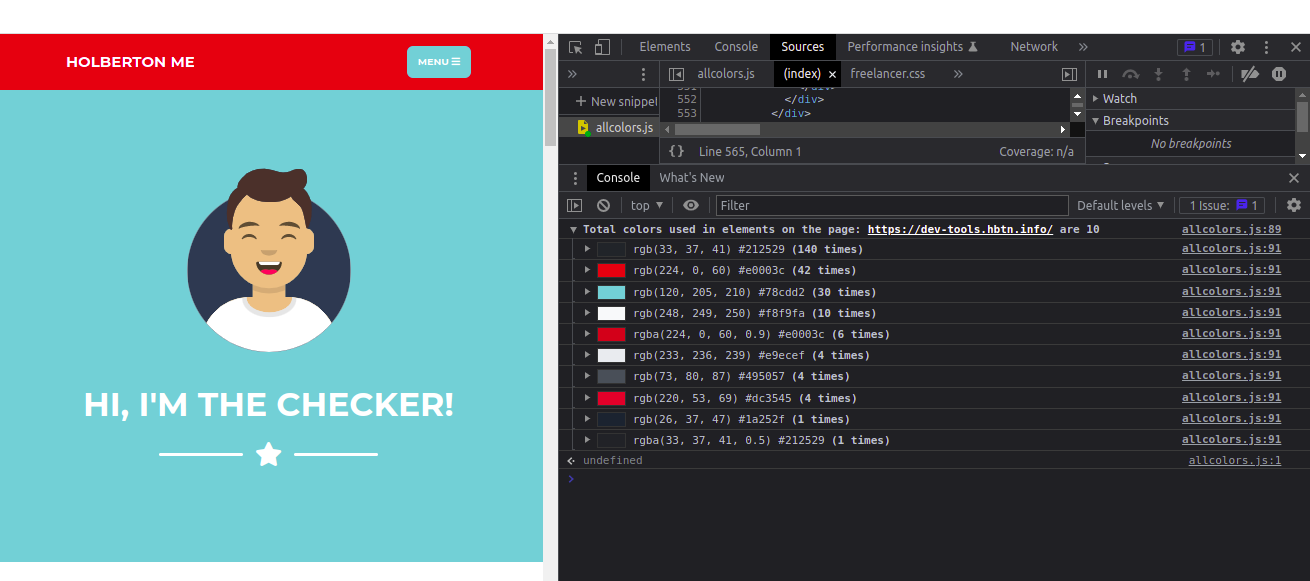 HOLBERTON ME
MENU
HI, I'M THE CHECKER!
Elements Console Sources Performance insights Network » 1
» allcolors.js (index) × freelancer.css »
+ New snippet
allcolors.js
551 </div>
552 </div>
553 </div>
{} Line 565, Column 1 Coverage: n/a
Watch
Breakpoints
No breakpoints
Console What's New
top Filter Default levels 1 Issue: 1
Total colors used in elements on the page: https://dev-tools.hbtn.info/ are 10 allcolors.js:89
rgb(33, 37, 41) #212529 (140 times) allcolors.js:91
rgb(224, 0, 60) #e0003c (42 times) allcolors.js:91
rgb(120, 205, 210) #78cdd2 (30 times) allcolors.js:91
rgb(248, 249, 250) #f8f9fa (10 times) allcolors.js:91
rgba(224, 0, 60, 0.9) #e0003c (6 times) allcolors.js:91
rgb(233, 236, 239) #e9ecef (4 times) allcolors.js:91
rgb(73, 80, 87) #495057 (4 times) allcolors.js:91
rgb(220, 53, 69) #dc3545 (4 times) allcolors.js:91
rgb(26, 37, 47) #1a252f (1 times) allcolors.js:91
rgba(33, 37, 41, 0.5) #212529 (1 times) allcolors.js:91
undefined allcolors.js:1